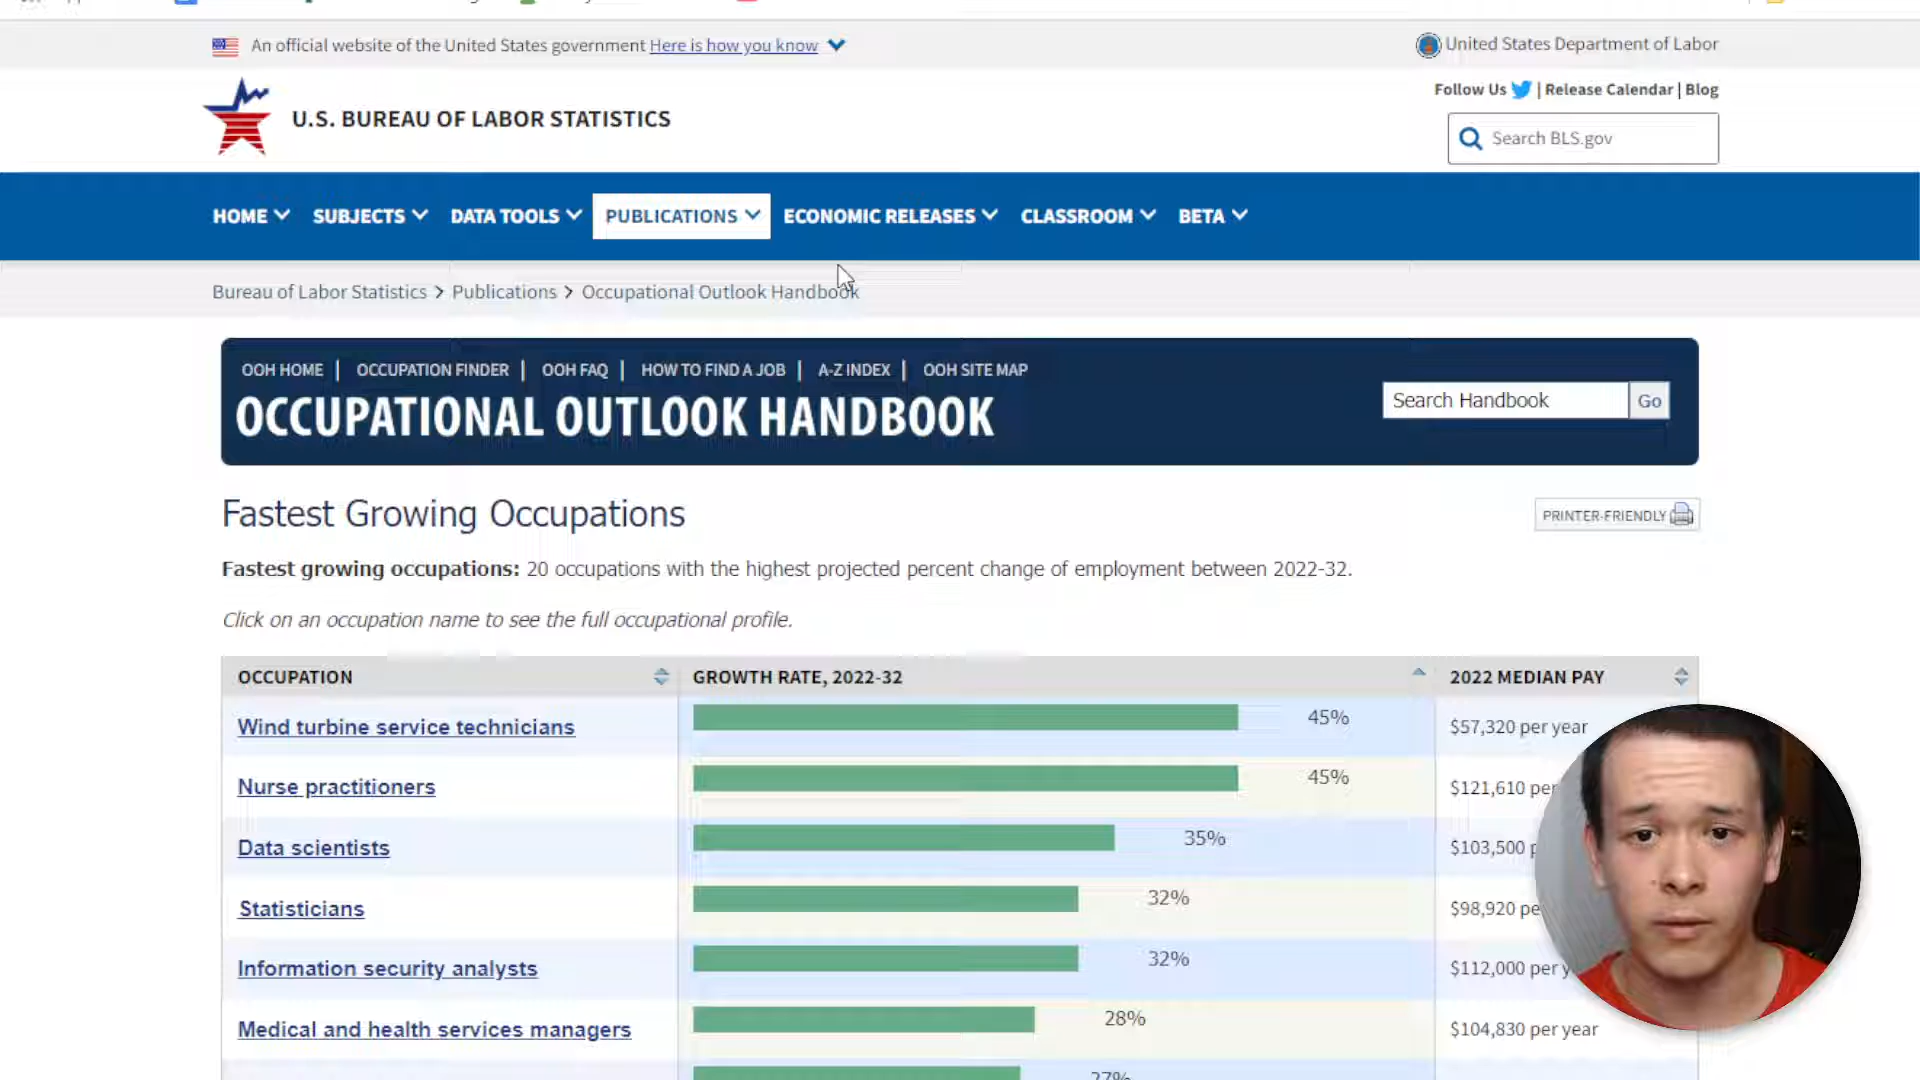 An official website of the United States government Here is how you know
United States Department of Labor
Follow Us | Release Calendar | Blog
U.S. BUREAU OF LABOR STATISTICS
Search BLS.gov
HOME SUBJECTS DATA TOOLS PUBLICATIONS ECONOMIC RELEASES CLASSROOM BETA
Bureau of Labor Statistics > Publications > Occupational Outlook Handbook
OOH HOME | OCCUPATION FINDER | OOH FAQ | HOW TO FIND A JOB | A-Z INDEX | OOH SITE MAP
OCCUPATIONAL OUTLOOK HANDBOOK
Search Handbook Go
Fastest Growing Occupations
PRINTER-FRIENDLY
Fastest growing occupations: 20 occupations with the highest projected percent change of employment between 2022-32.
Click on an occupation name to see the full occupational profile.
OCCUPATION GROWTH RATE, 2022-32 2022 MEDIAN PAY
Wind turbine service technicians 45% $57,320 per year
Nurse practitioners 45% $121,610 per
Data scientists 35% $103,500
Statisticians 32% $98,920
Information security analysts 32% $112,000 per
Medical and health services managers 28% $104,830 per year
27%